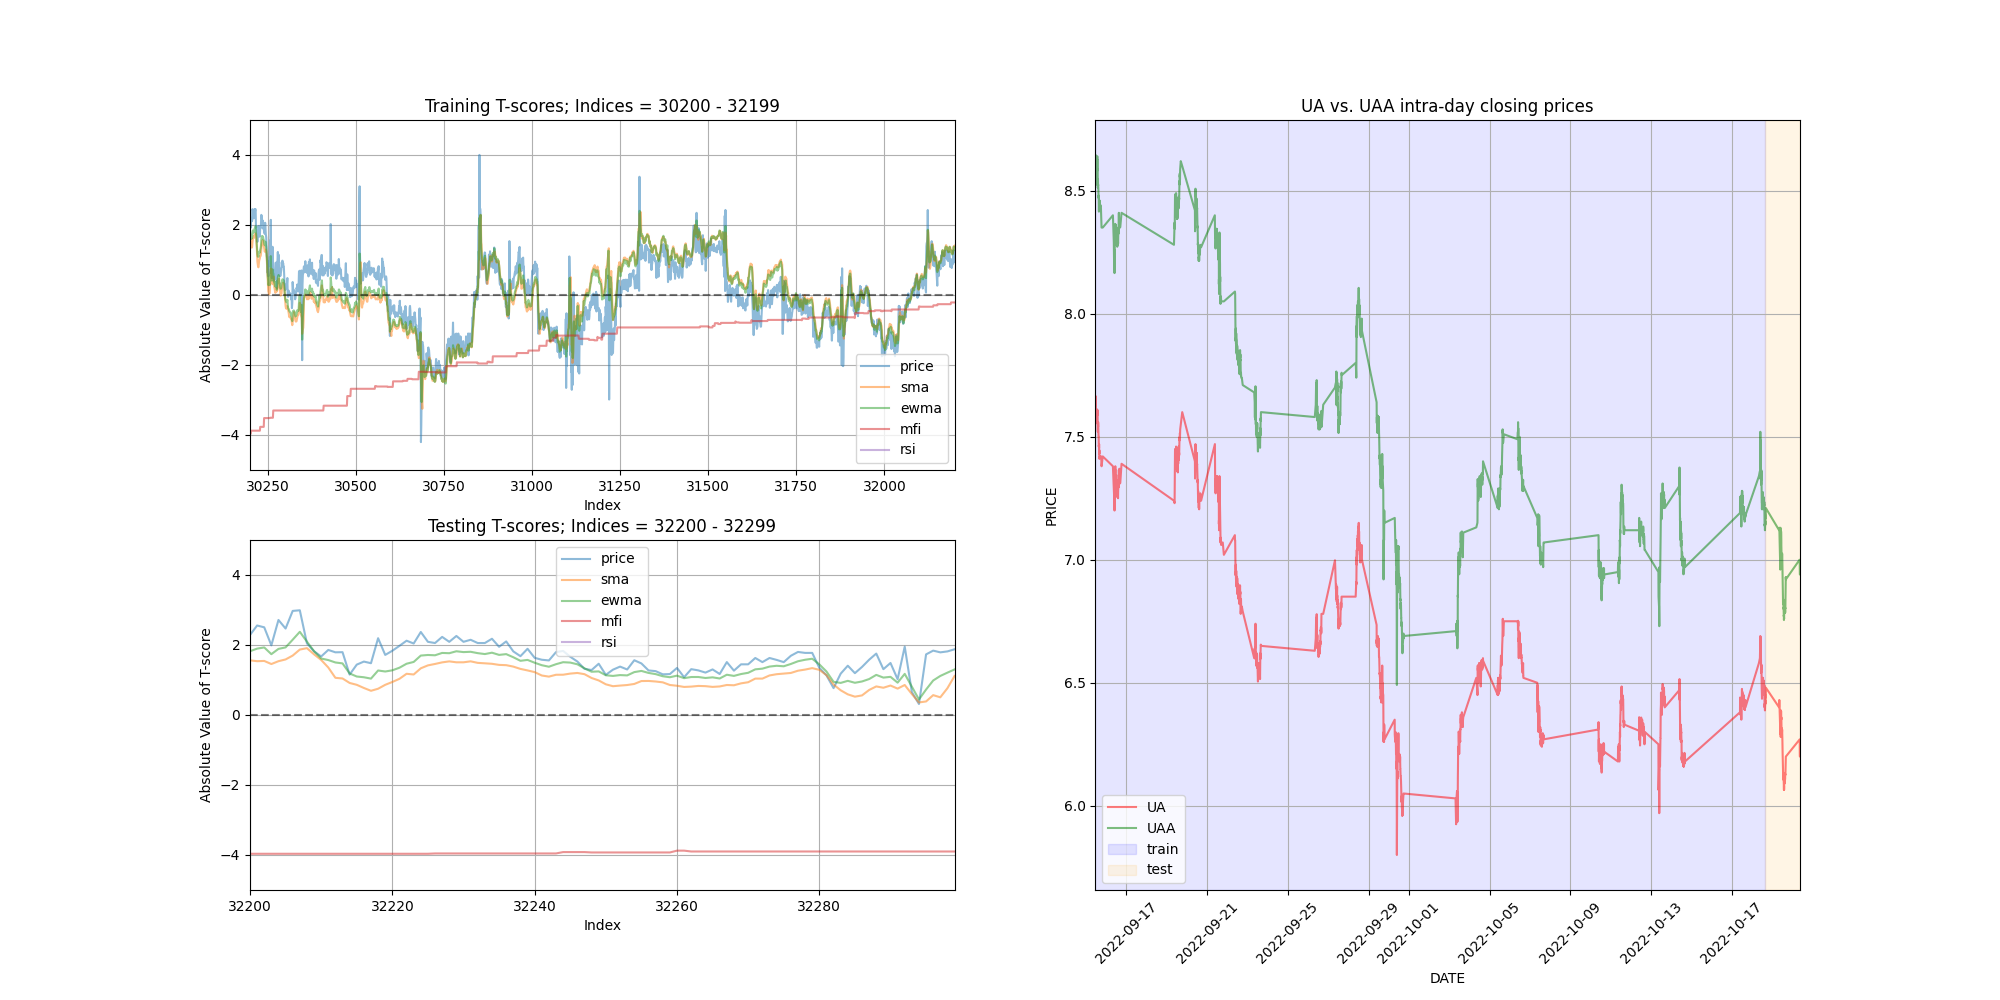 Training T-scores; Indices = 30200 - 32199
Absolute Value of T-score
4
2
0
−2
−4
30250 30500 30750 31000 31250 31500 31750 32000
Index
price
sma
ewma
mfi
rsi
Testing T-scores; Indices = 32200 - 32299
Absolute Value of T-score
4
2
0
−2
−4
32200 32220 32240 32260 32280
Index
price
sma
ewma
mfi
rsi
UA vs. UAA intra-day closing prices
PRICE
8.5
8.0
7.5
7.0
6.5
6.0
2022-09-17 2022-09-21 2022-09-25 2022-09-29 2022-10-01 2022-10-05 2022-10-09 2022-10-13 2022-10-17
DATE
UA
UAA
train
test